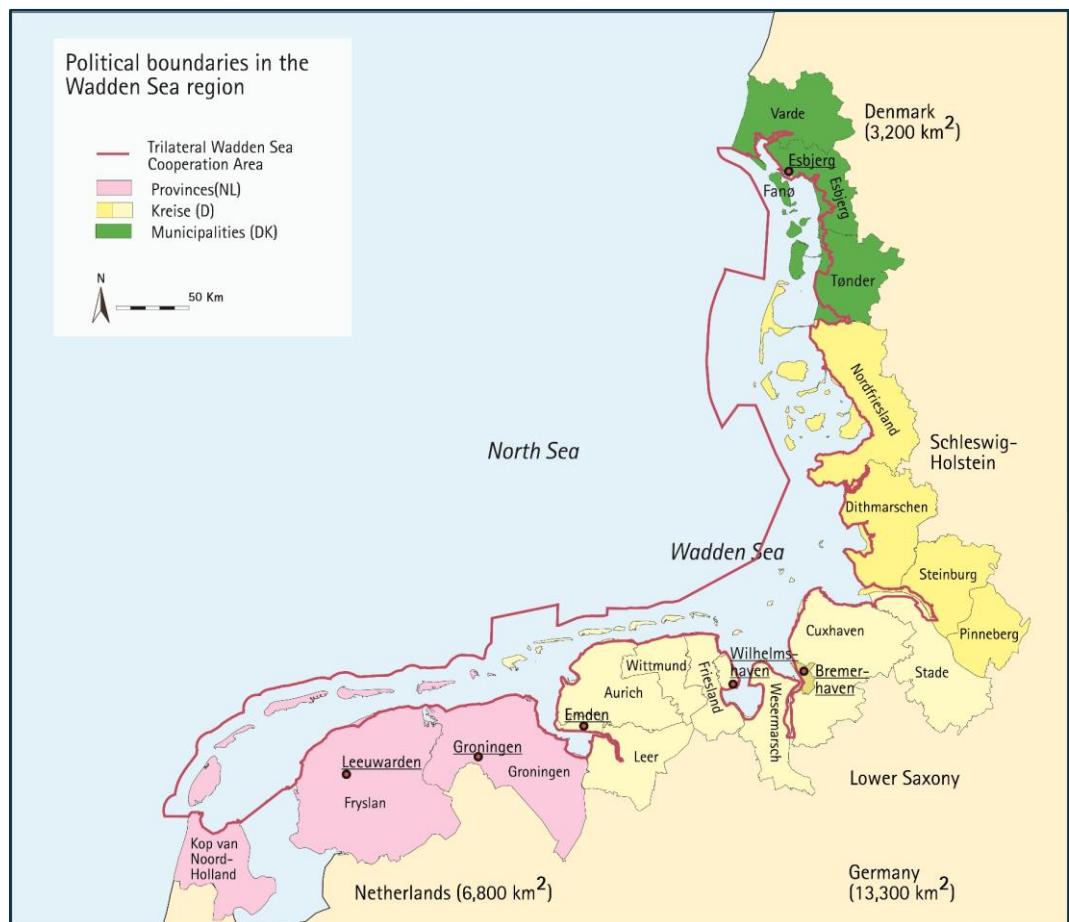 Political boundaries in the
Wadden Sea region
Trilateral Wadden Sea
Cooperation Area
Provinces(NL)
Kreise (D)
Municipalities (DK)
N
50 Km
Varde
Denmark
(3,200 km²)
Esbjerg
Fanø
Esbjerg
Tønder
Nordfriesland
North Sea
Schleswig-
Holstein
Dithmarschen
Wadden Sea
Steinburg
Pinneberg
Cuxhaven
Wilhelms-
haven
Bremer-
haven
Stade
Wittmund
Friesland
Aurich
Wesermarsch
Emden
Leer
Groningen
Groningen
Leeuwarden
Fryslan
Lower Saxony
Kop van
Noord-
Holland
Netherlands (6,800 km²)
Germany
(13,300 km²)